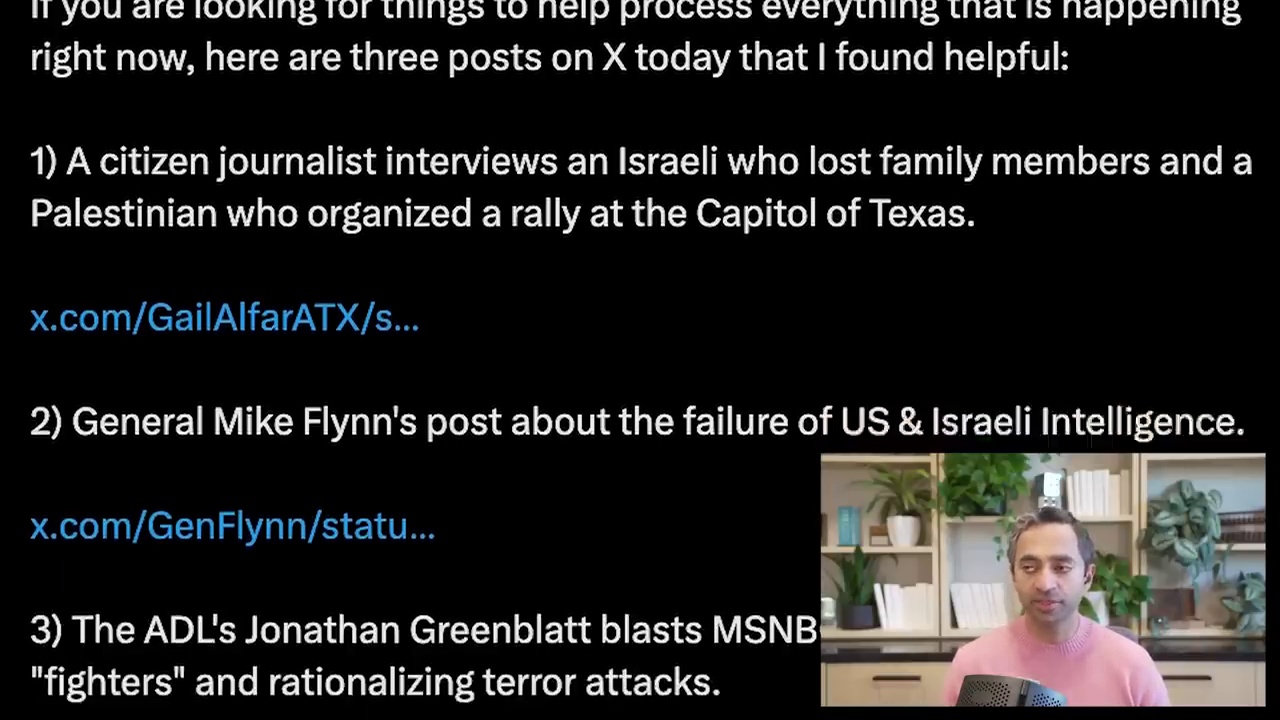 If you are looking for things to help process everything that is happening
right now, here are three posts on X today that I found helpful:
1) A citizen journalist interviews an Israeli who lost family members and a
Palestinian who organized a rally at the Capitol of Texas.
x.com/GailAlfarATX/s...
2) General Mike Flynn's post about the failure of US & Israeli Intelligence.
x.com/GenFlynn/statu...
3) The ADL's Jonathan Greenblatt blasts MSNB
"fighters" and rationalizing terror attacks.